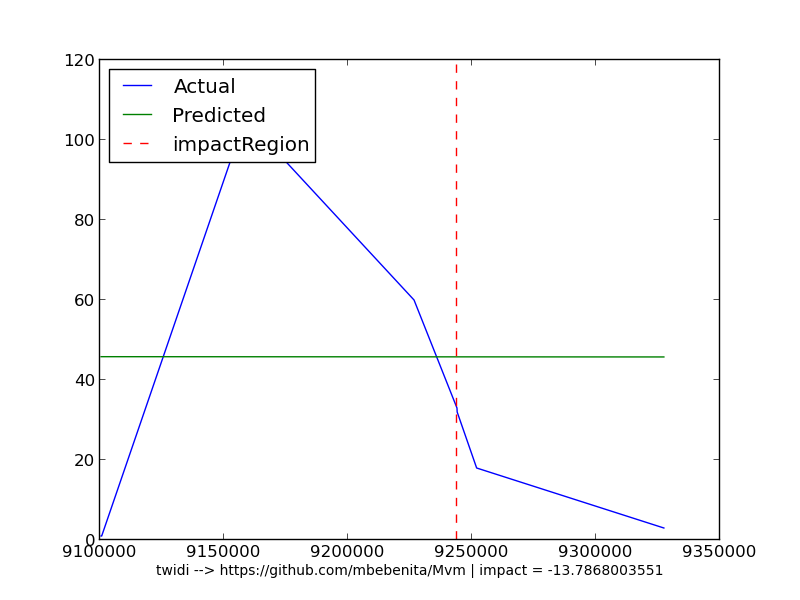 120
100
80
60
40
20
0
Actual
Predicted
impactRegion
9100000 9150000 9200000 9250000 9300000 9350000
twidi --> https://github.com/mbebenita/Mvm | impact = -13.7868003551